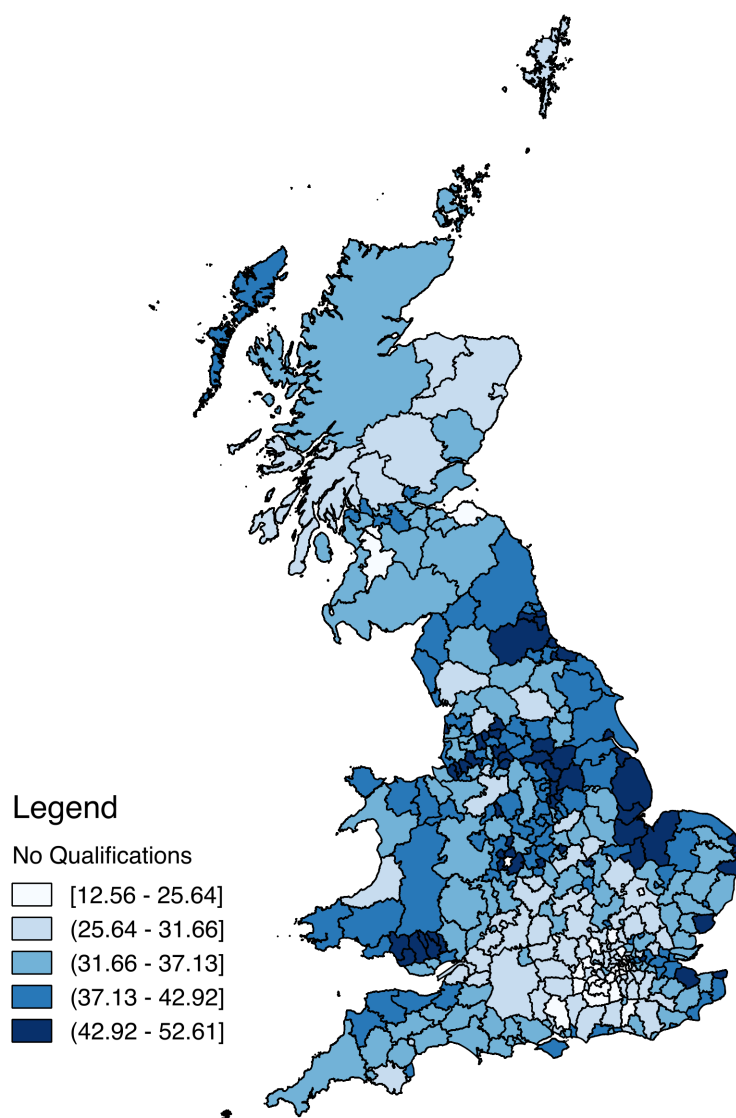 Legend
No Qualifications
[12.56 - 25.64]
(25.64 - 31.66]
(31.66 - 37.13]
(37.13 - 42.92]
(42.92 - 52.61]